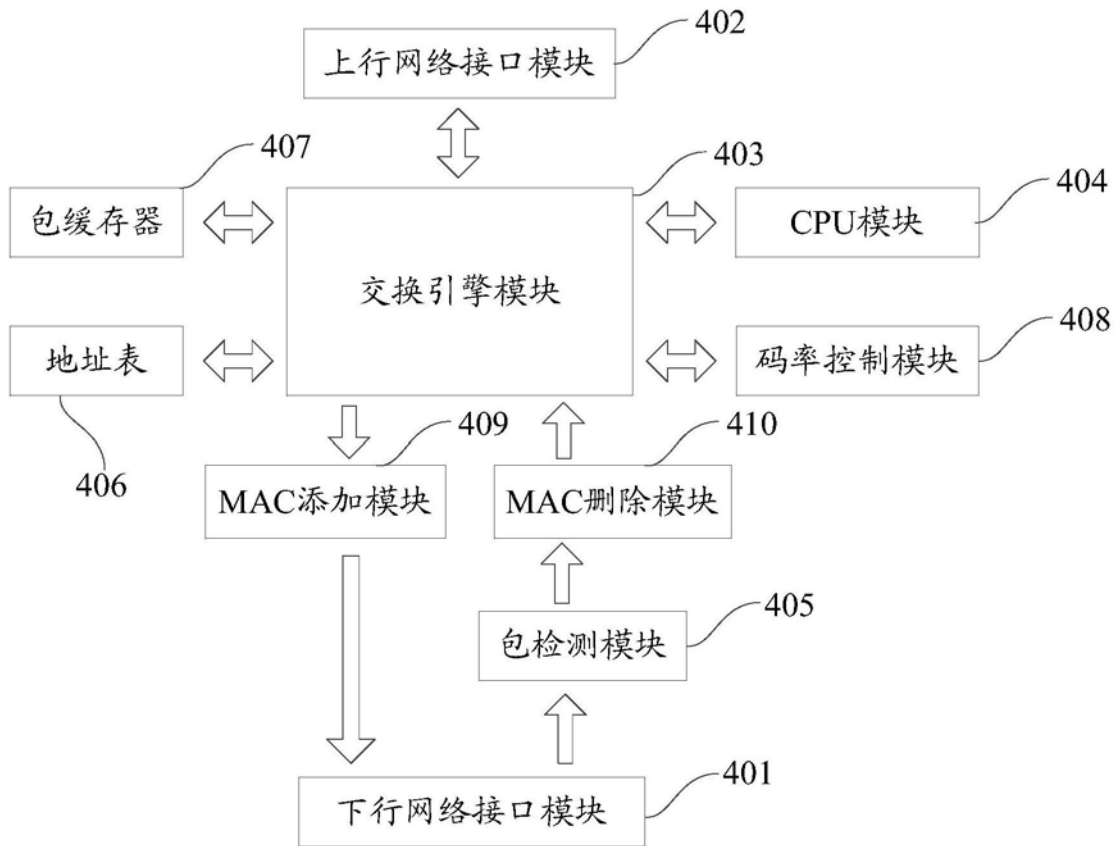 402
上行网络接口模块
407
403
404
包缓存器
CPU模块
交换引擎模块
408
地址表
码率控制模块
409
410
406
MAC添加模块
MAC删除模块
405
包检测模块
401
下行网络接口模块